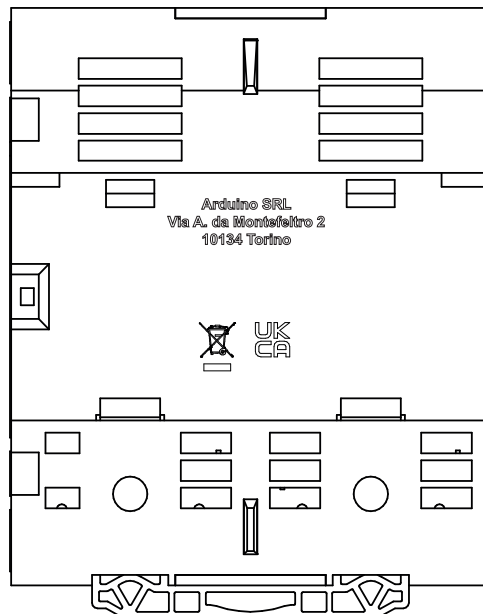 Arduino SRL
Via A. da Montefeltro 2
10134 Torino
UK
CA